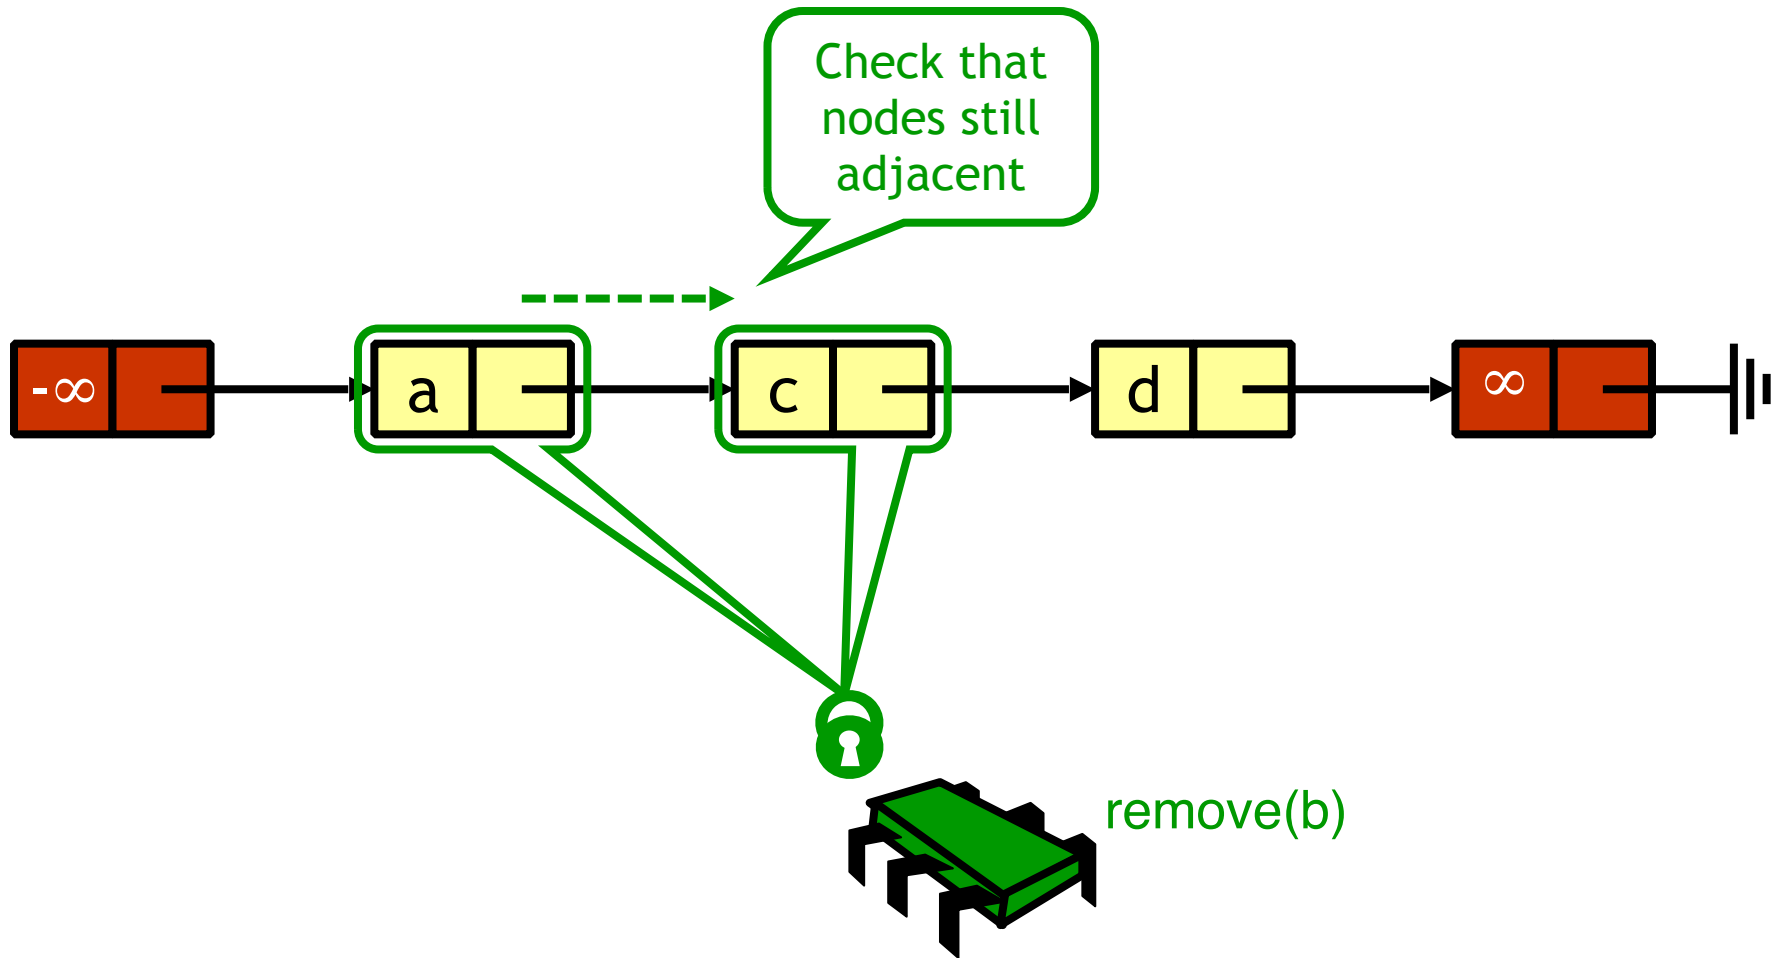 Check that
nodes still
adjacent
-∞ a c d ∞
remove(b)